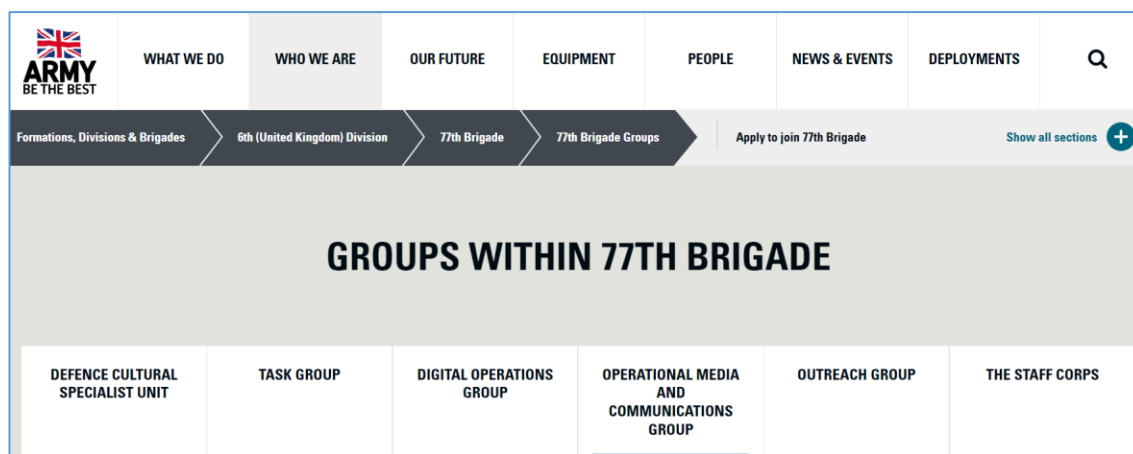 ARMY
BE THE BEST
WHAT WE DO
WHO WE ARE
OUR FUTURE
EQUIPMENT
PEOPLE
NEWS & EVENTS
DEPLOYMENTS
Formations, Divisions & Brigades
6th (United Kingdom) Division
77th Brigade
77th Brigade Groups
Apply to join 77th Brigade
Show all sections
GROUPS WITHIN 77TH BRIGADE
DEFENCE CULTURAL
SPECIALIST UNIT
TASK GROUP
DIGITAL OPERATIONS
GROUP
OPERATIONAL MEDIA
AND
COMMUNICATIONS
GROUP
OUTREACH GROUP
THE STAFF CORPS